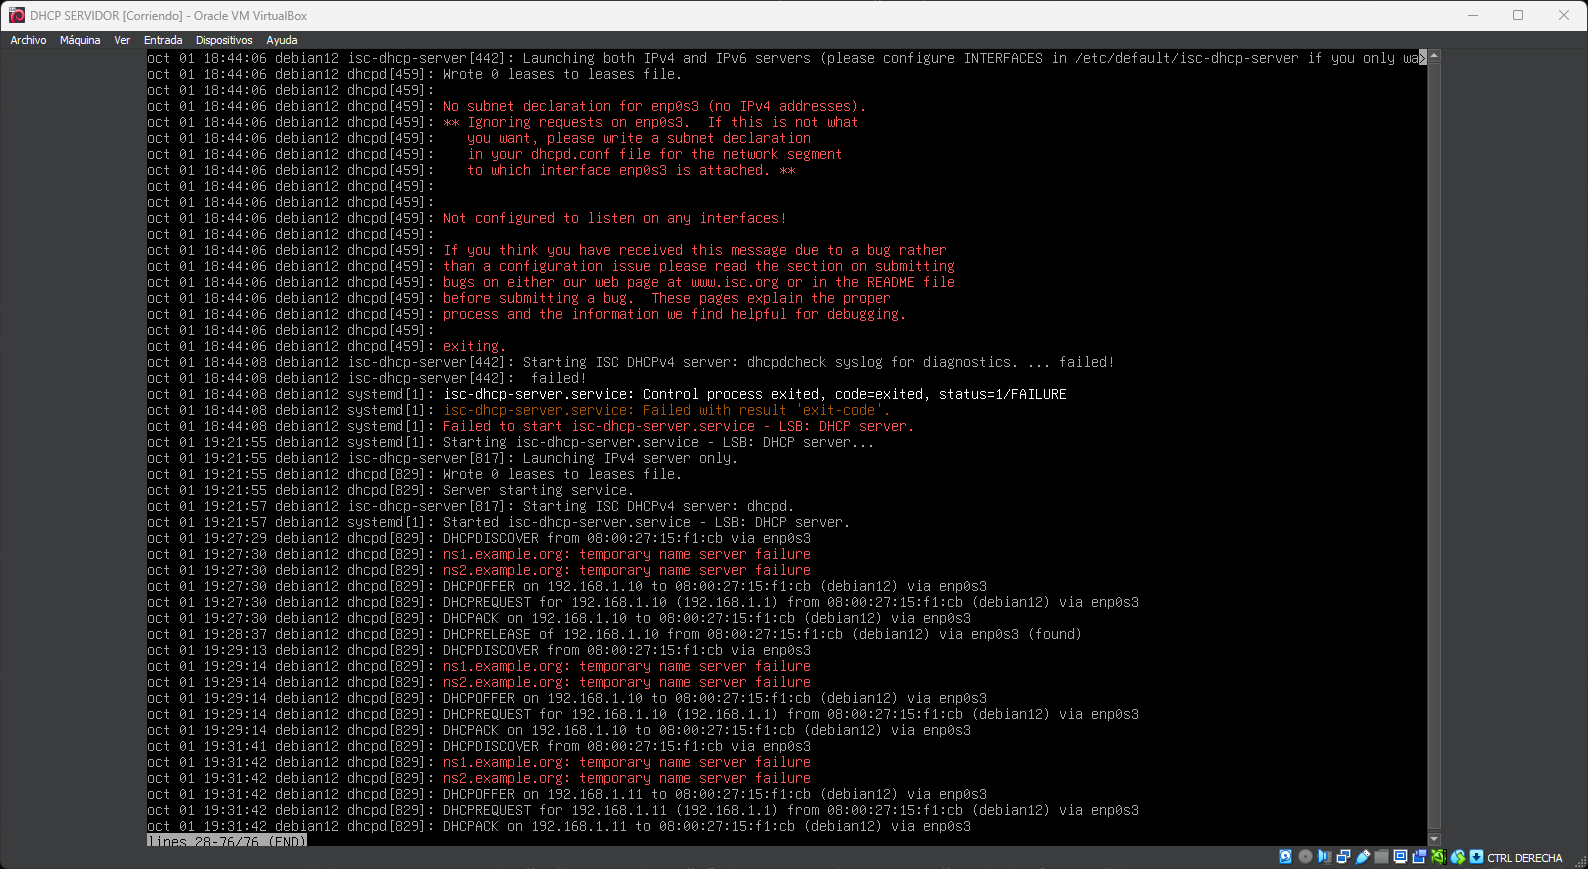 DHCP SERVIDOR [Corriendo] - Oracle VM VirtualBox
Archivo Máquina Ver Entrada Dispositivos Ayuda
oct 01 18:44:06 debian12 isc-dhcp-server[442]: Launching both IPv4 and IPv6 servers (please configure INTERFACES in /etc/default/isc-dhcp-server if you only wa>
oct 01 18:44:06 debian12 dhcpd[459]: Wrote 0 leases to leases file.
oct 01 18:44:06 debian12 dhcpd[459]:
oct 01 18:44:06 debian12 dhcpd[459]: No subnet declaration for enp0s3 (no IPv4 addresses).
oct 01 18:44:06 debian12 dhcpd[459]: ** Ignoring requests on enp0s3.  If this is not what
oct 01 18:44:06 debian12 dhcpd[459]:    you want, please write a subnet declaration
oct 01 18:44:06 debian12 dhcpd[459]:    in your dhcpd.conf file for the network segment
oct 01 18:44:06 debian12 dhcpd[459]:    to which interface enp0s3 is attached. **
oct 01 18:44:06 debian12 dhcpd[459]:
oct 01 18:44:06 debian12 dhcpd[459]:
oct 01 18:44:06 debian12 dhcpd[459]: Not configured to listen on any interfaces!
oct 01 18:44:06 debian12 dhcpd[459]:
oct 01 18:44:06 debian12 dhcpd[459]: If you think you have received this message due to a bug rather
oct 01 18:44:06 debian12 dhcpd[459]: than a configuration issue please read the section on submitting
oct 01 18:44:06 debian12 dhcpd[459]: bugs on either our web page at www.isc.org or in the README file
oct 01 18:44:06 debian12 dhcpd[459]: before submitting a bug.  These pages explain the proper
oct 01 18:44:06 debian12 dhcpd[459]: process and the information we find helpful for debugging.
oct 01 18:44:06 debian12 dhcpd[459]:
oct 01 18:44:06 debian12 dhcpd[459]: exiting.
oct 01 18:44:08 debian12 isc-dhcp-server[442]: Starting ISC DHCPv4 server: dhcpdcheck syslog for diagnostics. ... failed!
oct 01 18:44:08 debian12 isc-dhcp-server[442]:  failed!
oct 01 18:44:08 debian12 systemd[1]: isc-dhcp-server.service: Control process exited, code=exited, status=1/FAILURE
oct 01 18:44:08 debian12 systemd[1]: isc-dhcp-server.service: Failed with result 'exit-code'.
oct 01 18:44:08 debian12 systemd[1]: Failed to start isc-dhcp-server.service - LSB: DHCP server.
oct 01 19:21:55 debian12 systemd[1]: Starting isc-dhcp-server.service - LSB: DHCP server...
oct 01 19:21:55 debian12 isc-dhcp-server[817]: Launching IPv4 server only.
oct 01 19:21:55 debian12 dhcpd[829]: Wrote 0 leases to leases file.
oct 01 19:21:55 debian12 dhcpd[829]: Server starting service.
oct 01 19:21:57 debian12 isc-dhcp-server[817]: Starting ISC DHCPv4 server: dhcpd.
oct 01 19:21:57 debian12 systemd[1]: Started isc-dhcp-server.service - LSB: DHCP server.
oct 01 19:27:29 debian12 dhcpd[829]: DHCPDISCOVER from 08:00:27:15:f1:cb via enp0s3
oct 01 19:27:30 debian12 dhcpd[829]: ns1.example.org: temporary name server failure
oct 01 19:27:30 debian12 dhcpd[829]: ns2.example.org: temporary name server failure
oct 01 19:27:30 debian12 dhcpd[829]: DHCPOFFER on 192.168.1.10 to 08:00:27:15:f1:cb (debian12) via enp0s3
oct 01 19:27:30 debian12 dhcpd[829]: DHCPREQUEST for 192.168.1.10 (192.168.1.1) from 08:00:27:15:f1:cb (debian12) via enp0s3
oct 01 19:27:30 debian12 dhcpd[829]: DHCPACK on 192.168.1.10 to 08:00:27:15:f1:cb (debian12) via enp0s3
oct 01 19:28:37 debian12 dhcpd[829]: DHCPRELEASE of 192.168.1.10 from 08:00:27:15:f1:cb (debian12) via enp0s3 (found)
oct 01 19:29:13 debian12 dhcpd[829]: DHCPDISCOVER from 08:00:27:15:f1:cb via enp0s3
oct 01 19:29:14 debian12 dhcpd[829]: ns1.example.org: temporary name server failure
oct 01 19:29:14 debian12 dhcpd[829]: ns2.example.org: temporary name server failure
oct 01 19:29:14 debian12 dhcpd[829]: DHCPOFFER on 192.168.1.10 to 08:00:27:15:f1:cb (debian12) via enp0s3
oct 01 19:29:14 debian12 dhcpd[829]: DHCPREQUEST for 192.168.1.10 (192.168.1.1) from 08:00:27:15:f1:cb (debian12) via enp0s3
oct 01 19:29:14 debian12 dhcpd[829]: DHCPACK on 192.168.1.10 to 08:00:27:15:f1:cb (debian12) via enp0s3
oct 01 19:31:41 debian12 dhcpd[829]: DHCPDISCOVER from 08:00:27:15:f1:cb via enp0s3
oct 01 19:31:42 debian12 dhcpd[829]: ns1.example.org: temporary name server failure
oct 01 19:31:42 debian12 dhcpd[829]: ns2.example.org: temporary name server failure
oct 01 19:31:42 debian12 dhcpd[829]: DHCPOFFER on 192.168.1.11 to 08:00:27:15:f1:cb (debian12) via enp0s3
oct 01 19:31:42 debian12 dhcpd[829]: DHCPREQUEST for 192.168.1.11 (192.168.1.1) from 08:00:27:15:f1:cb (debian12) via enp0s3
oct 01 19:31:42 debian12 dhcpd[829]: DHCPACK on 192.168.1.11 to 08:00:27:15:f1:cb (debian12) via enp0s3
lines 28-76/76 (END)
CTRL DERECHA